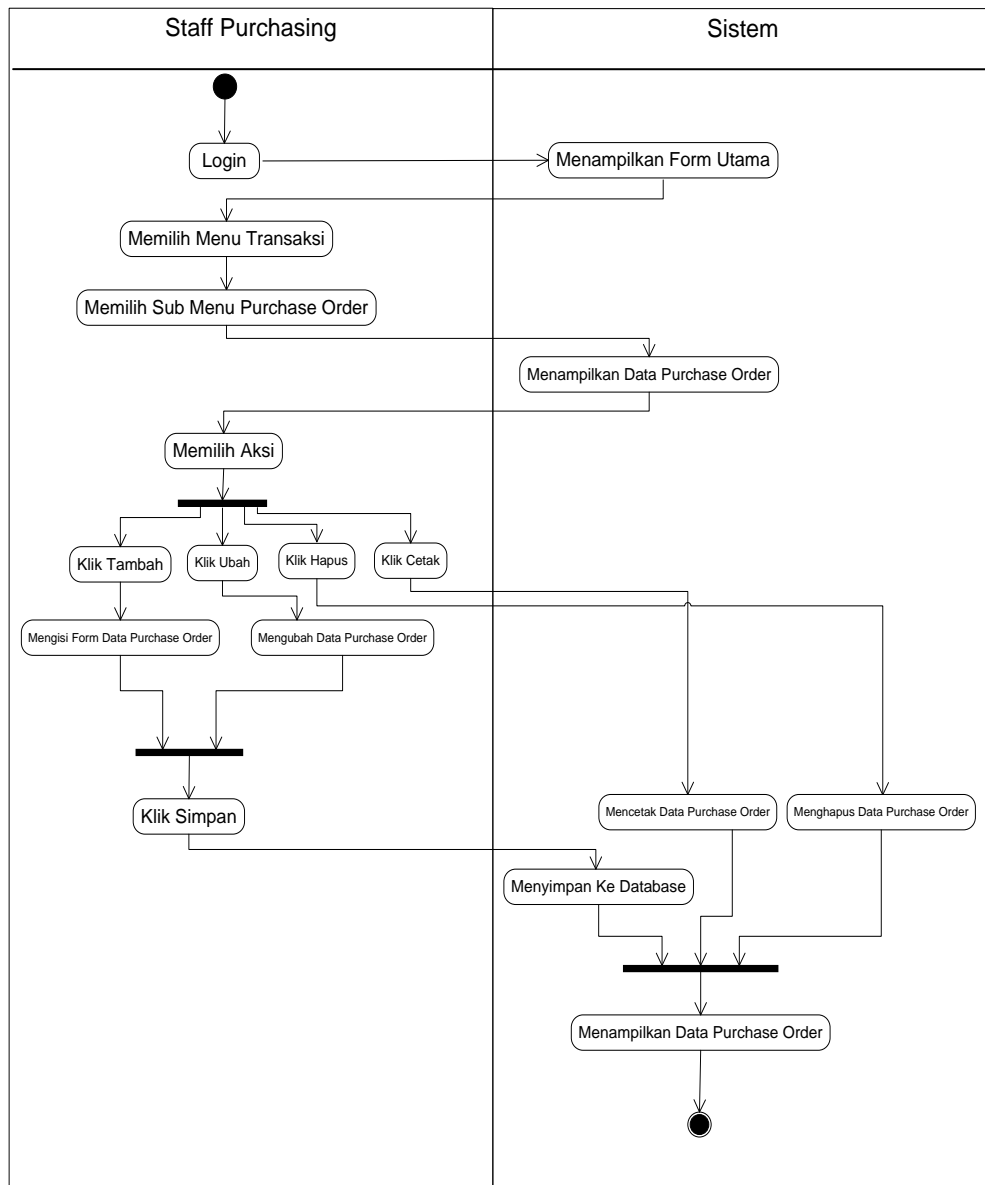 Staff Purchasing
Sistem
Login
Menampilkan Form Utama
Memilih Menu Transaksi
Memilih Sub Menu Purchase Order
Menampilkan Data Purchase Order
Memilih Aksi
Klik Tambah
Klik Ubah
Klik Hapus
Klik Cetak
Mengisi Form Data Purchase Order
Mengubah Data Purchase Order
Klik Simpan
Mencetak Data Purchase Order
Menghapus Data Purchase Order
Menyimpan Ke Database
Menampilkan Data Purchase Order